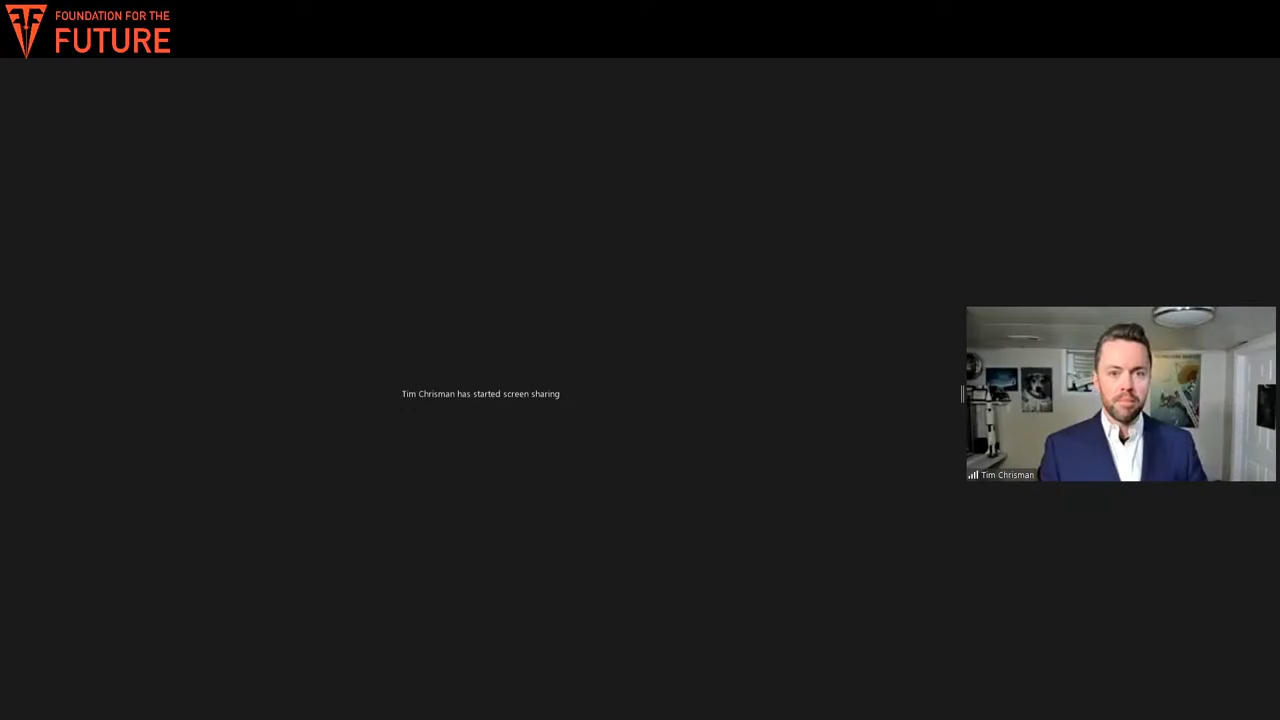 FOUNDATION FOR THE
FUTURE
Tim Chrisman has started screen sharing
Tim Chrisman